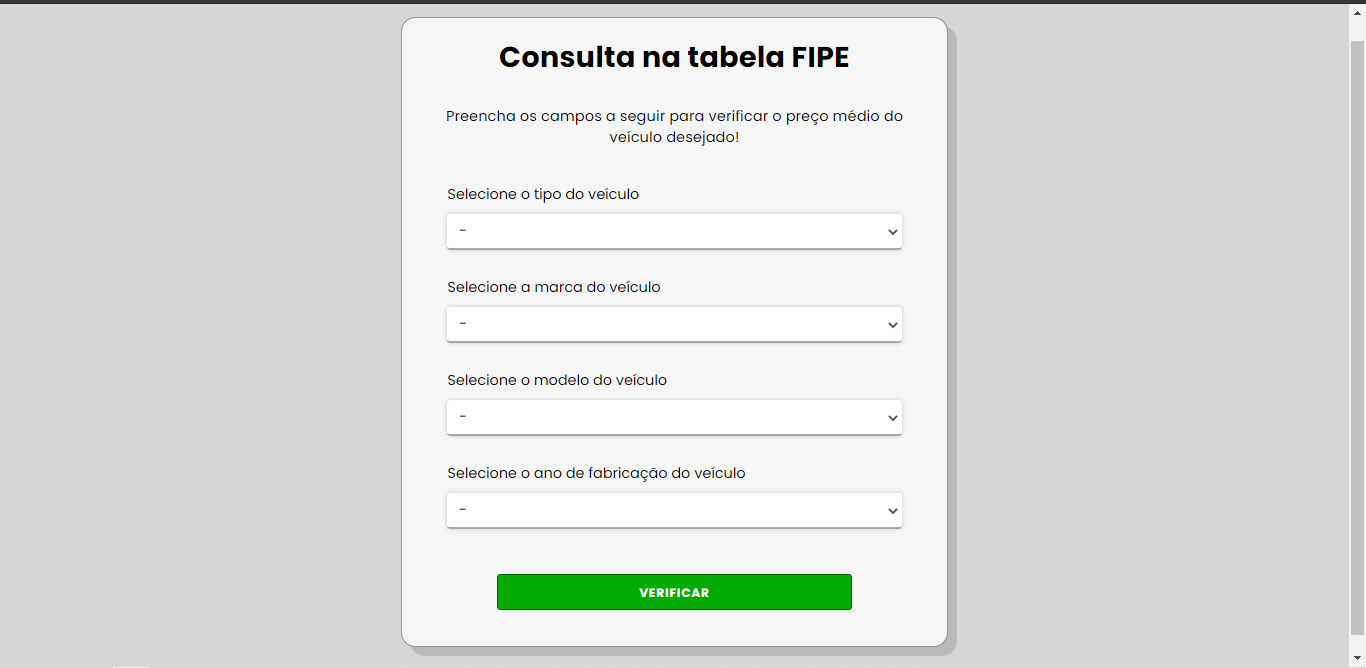 Consulta na tabela FIPE
Preencha os campos a seguir para verificar o preço médio do
veículo desejado!
Selecione o tipo do veículo
-
Selecione a marca do veículo
-
Selecione o modelo do veículo
-
Selecione o ano de fabricação do veículo
-
VERIFICAR